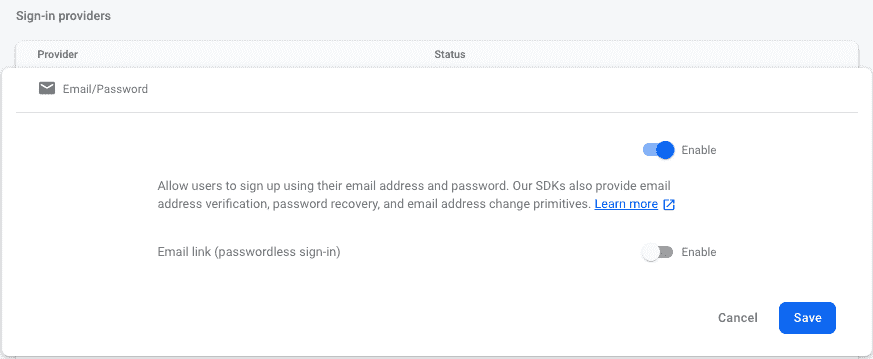 Sign-in providers
Provider Status
Email/Password
Enable
Allow users to sign up using their email address and password. Our SDKs also provide email
address verification, password recovery, and email address change primitives. Learn more
Email link (passwordless sign-in) Enable
Cancel Save